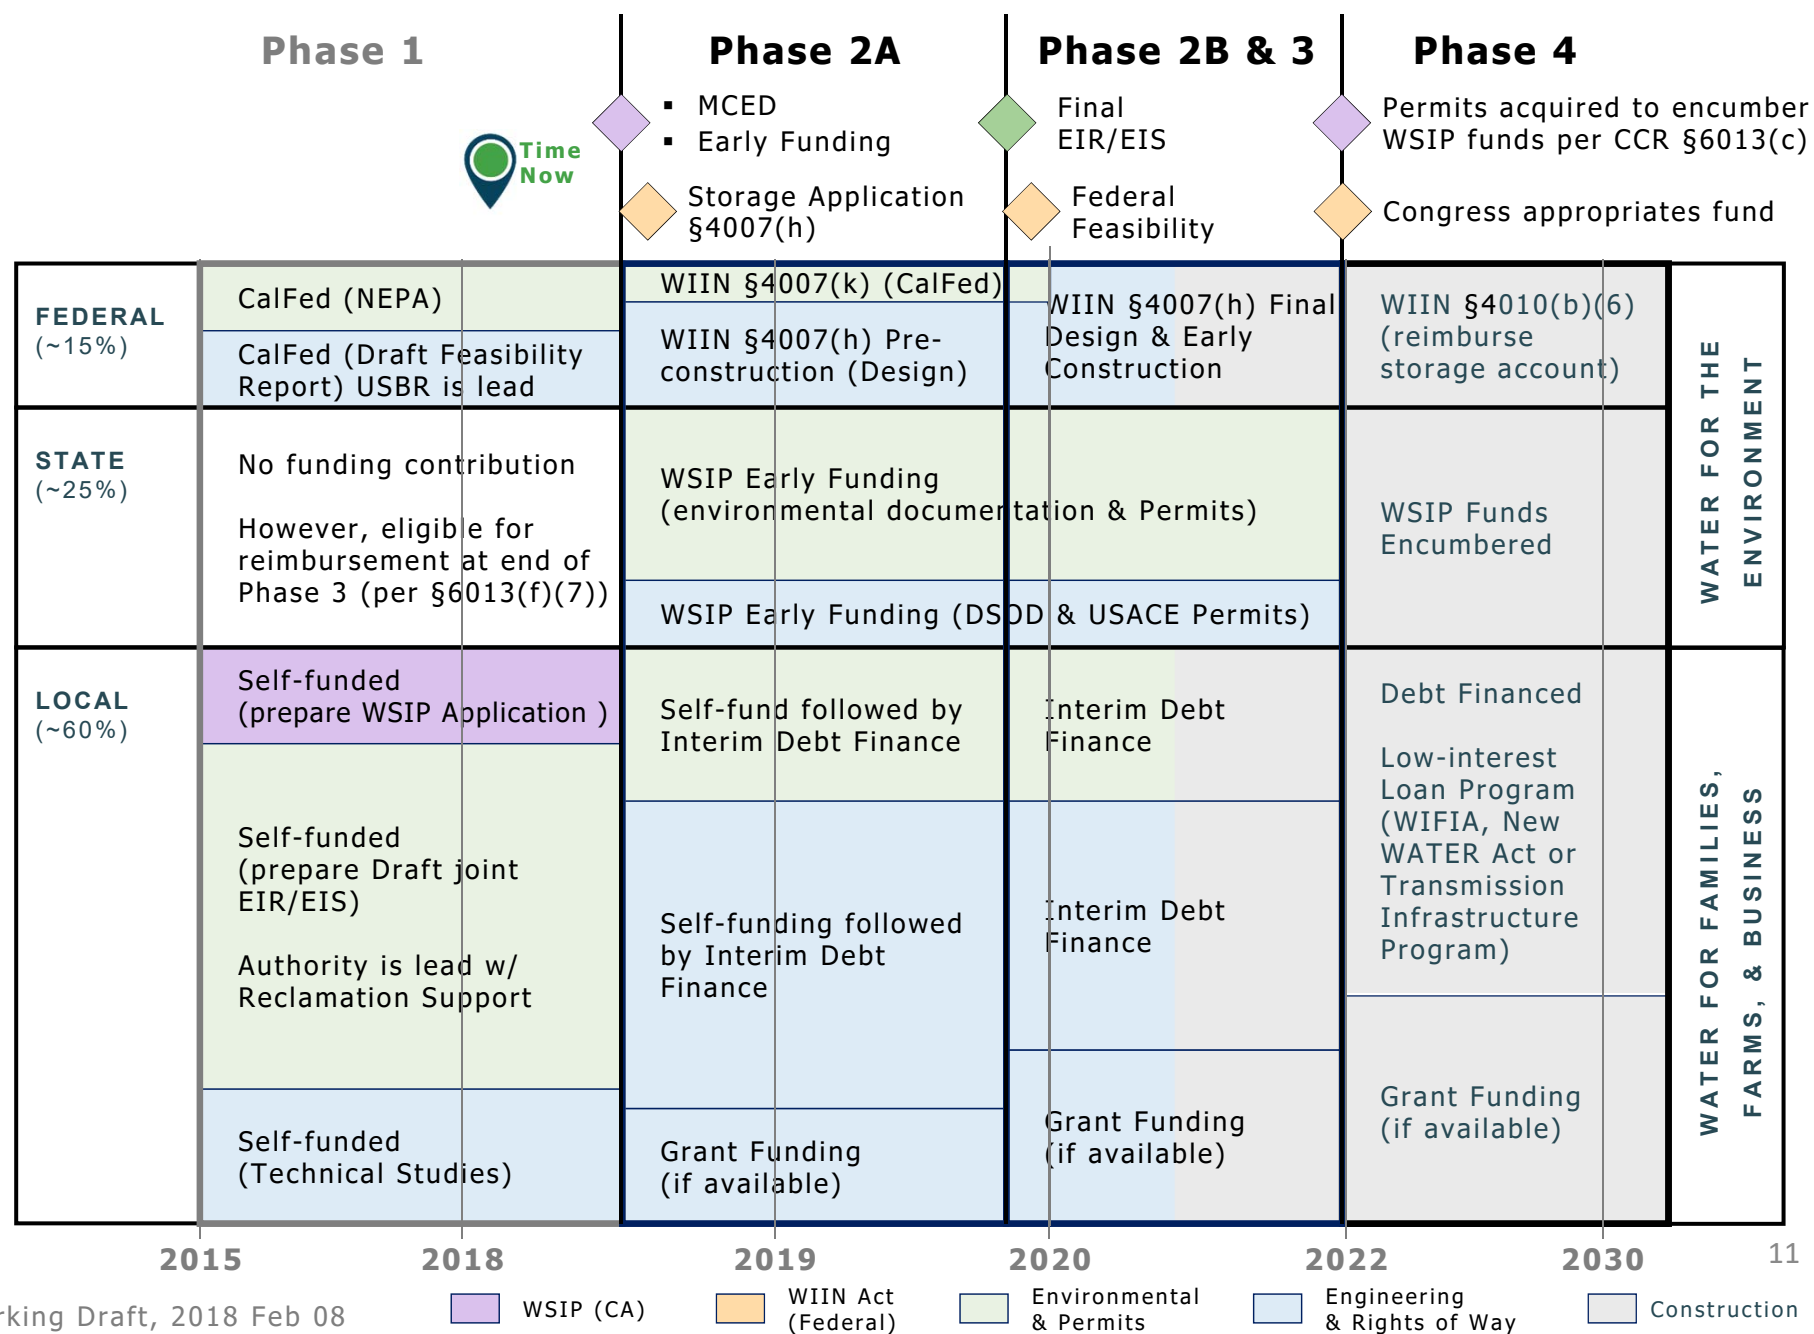 Phase 1
Phase 2A
Phase 2B & 3
Phase 4
Time
Now
▪ MCED
▪ Early Funding
Storage Application
§4007(h)
Final
EIR/EIS
Federal
Feasibility
Permits acquired to encumber
WSIP funds per CCR §6013(c)
Congress appropriates fund
FEDERAL
(~15%)
CalFed (NEPA)
CalFed (Draft Feasibility
Report) USBR is lead
WIIN §4007(k) (CalFed)
WIIN §4007(h) Pre-
construction (Design)
WIIN §4007(h) Final
Design & Early
Construction
WIIN §4010(b)(6)
(reimburse
storage account)
STATE
(~25%)
No funding contribution
However, eligible for
reimbursement at end of
Phase 3 (per §6013(f)(7))
WSIP Early Funding
(environmental documentation & Permits)
WSIP Early Funding (DSOD & USACE Permits)
WSIP Funds
Encumbered
WATER FOR THE
ENVIRONMENT
LOCAL
(~60%)
Self-funded
(prepare WSIP Application )
Self-funded
(prepare Draft joint
EIR/EIS)
Authority is lead w/
Reclamation Support
Self-funded
(Technical Studies)
Self-fund followed by
Interim Debt Finance
Self-funding followed
by Interim Debt
Finance
Grant Funding
(if available)
Interim Debt
Finance
Interim Debt
Finance
Grant Funding
(if available)
Debt Financed
Low-interest
Loan Program
(WIFIA, New
WATER Act or
Transmission
Infrastructure
Program)
Grant Funding
(if available)
WATER FOR FAMILIES,
FARMS, & BUSINESS
2015
2018
2019
2020
2022
2030
11
rking Draft, 2018 Feb 08
WSIP (CA)
WIIN Act
(Federal)
Environmental
& Permits
Engineering
& Rights of Way
Construction